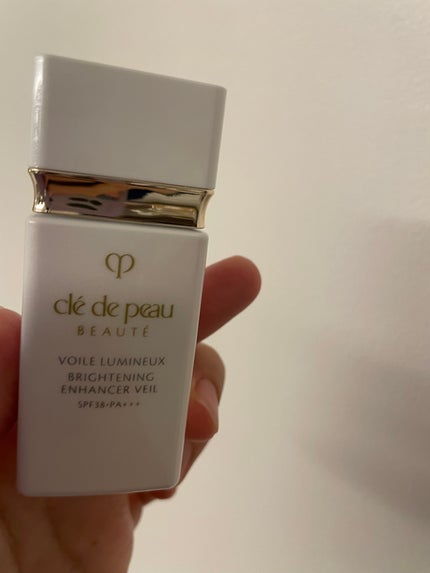 clé de peau
BEAUTÉ
VOILE LUMINEUX
BRIGHTENING
ENHANCER VEIL
SPF38・PA+++